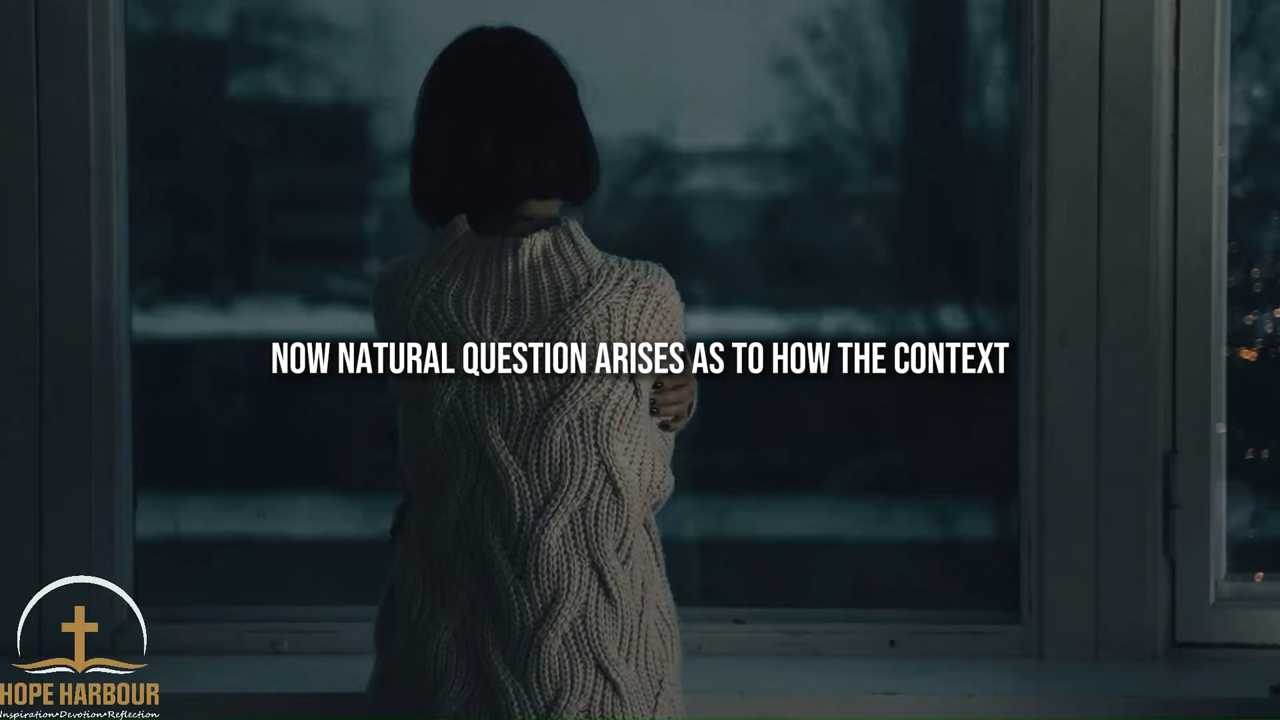 NOW NATURAL QUESTION ARISES AS TO HOW THE CONTEXT
HOPE HARBOUR
Inspiration•Devotion•Reflection